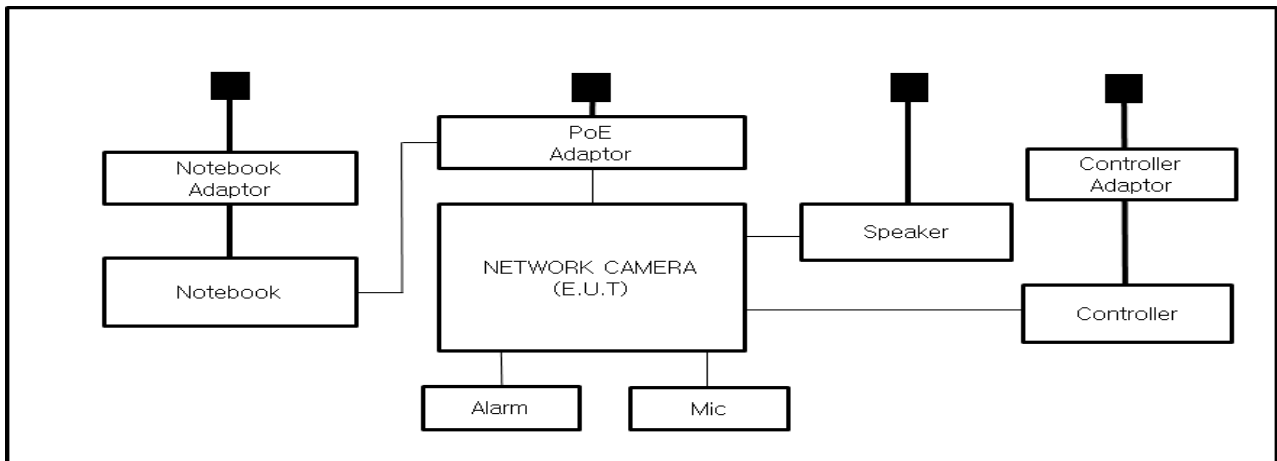 PoE
Adaptor
Notebook
Adaptor
Controller
Adaptor
Speaker
NETWORK CAMERA
(E.U.T)
Notebook
Controller
Alarm
Mic